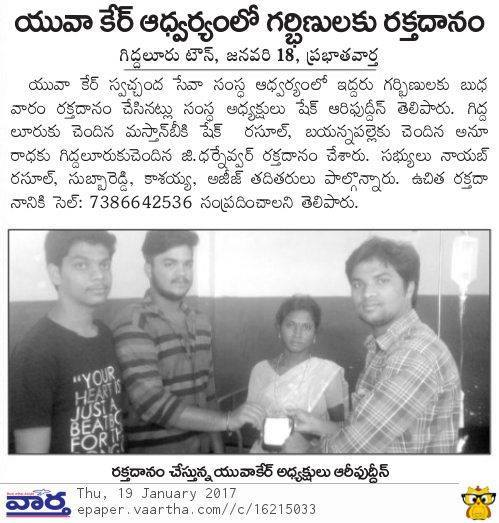 యువా కేర్ ఆధ్వర్యంలో గర్భిణులకు రక్తదానం
గిద్దలూరు టౌన్, జనవరి 18, ప్రభాతవార్త
యువా కేర్ స్వచ్చంద సేవా సంస్థ ఆధ్వర్యంలో ఇద్దరు గర్భిణులకు బుధ
వారం రక్తదానం చేసినట్లు సంస్థ అధ్యక్షులు షేక్ ఆరిఫుద్దీన్ తెలిపారు. గిద్ద
లూరుకు చెందిన మస్తాన్‌బీకి షేక్ రసూల్, బయన్నపల్లెకు చెందిన అనూ
రాధకు గిద్దలూరుకుచెందిన జి.ధర్నేవ్వర్ రక్తదానం చేశారు. సభ్యులు నాయబ్
రసూల్, సుబ్బారెడ్డి, కాశయ్య, అజీజ్ తదితరులు పాల్గొన్నారు. ఉచిత రక్తదా
నానికి సెల్: 7386642536 సంప్రదించాలని తెలిపారు.
"YOUR
HEART IS
JUST A
BEAT
FOR TH
రక్తదానం చేస్తున్న యువాకేర్ అధ్యక్షులు ఆరీఫుద్దీన్
వార్త
Thu, 19 January 2017
epaper.vaartha.com//c/16215033